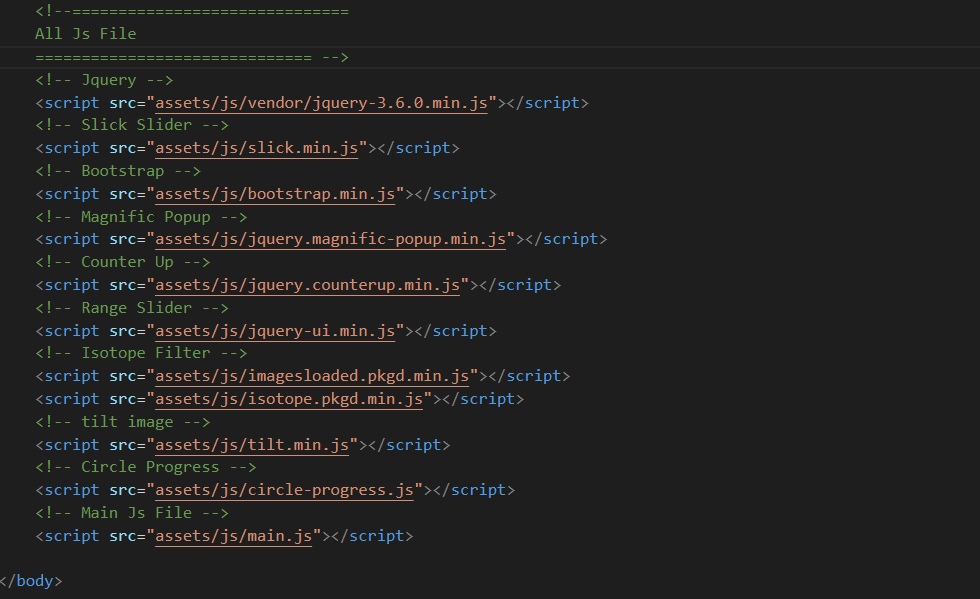 <!--==============================
All Js File
============================== -->
<!-- Jquery -->
<script src="assets/js/vendor/jquery-3.6.0.min.js"></script>
<!-- Slick Slider -->
<script src="assets/js/slick.min.js"></script>
<!-- Bootstrap -->
<script src="assets/js/bootstrap.min.js"></script>
<!-- Magnific Popup -->
<script src="assets/js/jquery.magnific-popup.min.js"></script>
<!-- Counter Up -->
<script src="assets/js/jquery.counterup.min.js"></script>
<!-- Range Slider -->
<script src="assets/js/jquery-ui.min.js"></script>
<!-- Isotope Filter -->
<script src="assets/js/imagesloaded.pkgd.min.js"></script>
<script src="assets/js/isotope.pkgd.min.js"></script>
<!-- tilt image -->
<script src="assets/js/tilt.min.js"></script>
<!-- Circle Progress -->
<script src="assets/js/circle-progress.js"></script>
<!-- Main Js File -->
<script src="assets/js/main.js"></script>
</body>